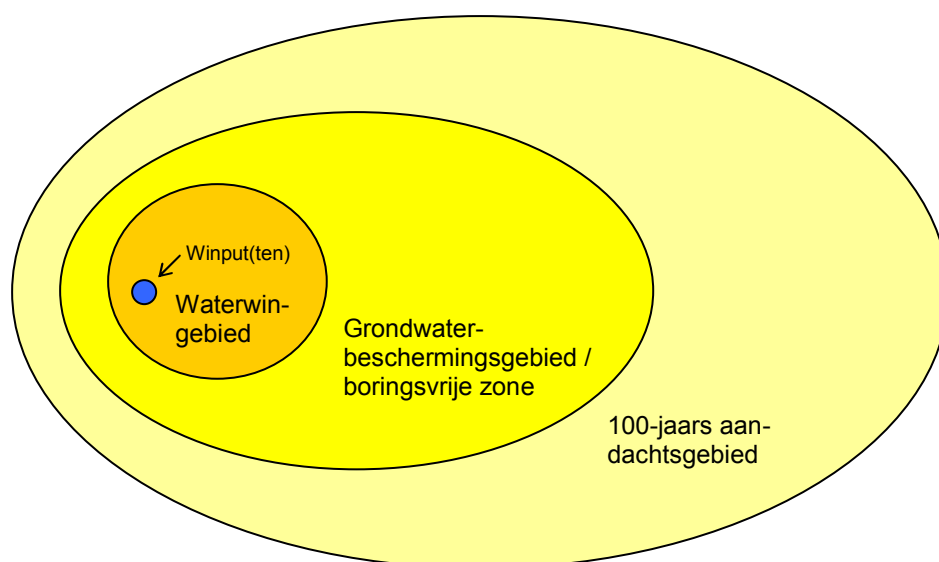 Winput(ten)
Waterwin-
gebied
Grondwater-
beschermingsgebied /
boringsvrije zone
100-jaars aan-
dachtsgebied